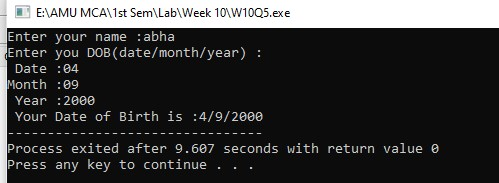 E:\AMU MCA\1st Sem\Lab\Week 10\W10Q5.exe
Enter your name :abha
Enter you DOB(date/month/year) :
 Date :04
Month :09
 Year :2000
 Your Date of Birth is :4/9/2000
--------------------------------
Process exited after 9.607 seconds with return value 0
Press any key to continue . . .